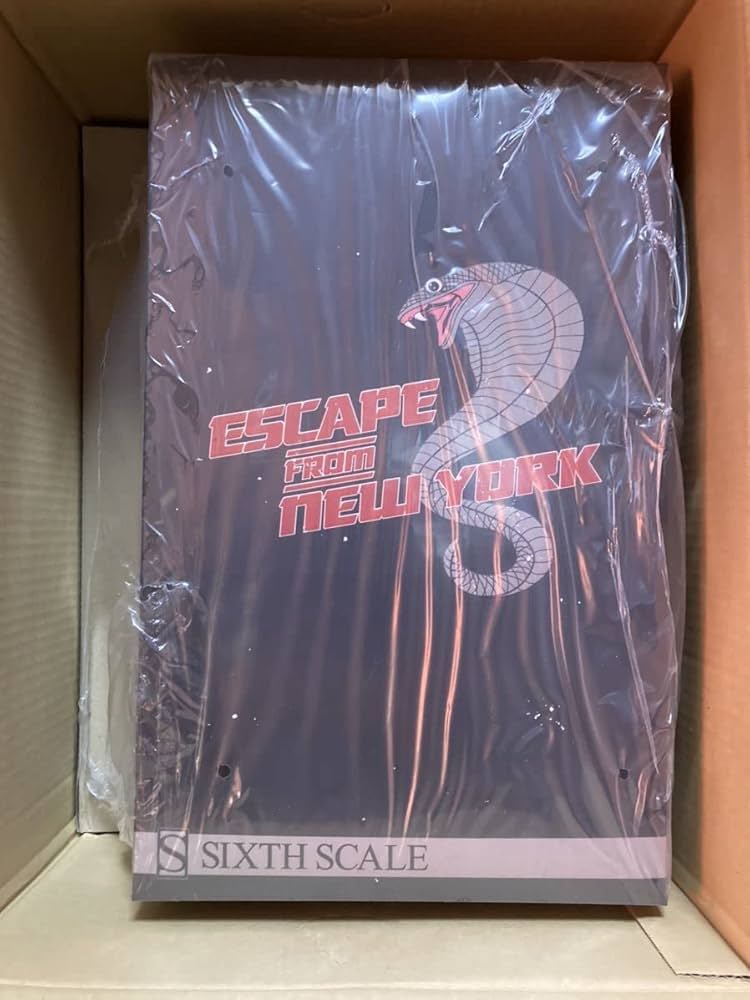 ESCAPE
FROM
NEW YORK
S SIXTH SCALE